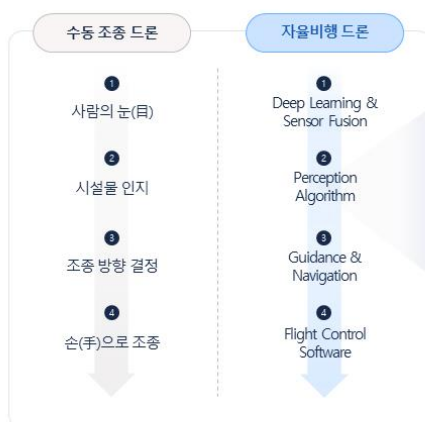 수동 조종 드론
1
사람의 눈(目)
2
시설물 인지
3
조종 방향 결정
4
손(手)으로 조종
자율비행 드론
1
Deep Learning &
Sensor Fusion
2
Perception
Algorithm
3
Guidance &
Navigation
4
Flight Control
Software